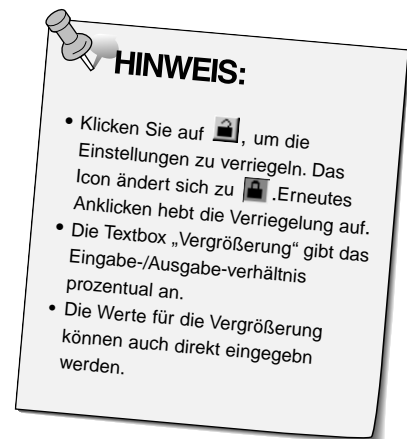 HINWEIS:
• Klicken Sie auf , um die
Einstellungen zu verriegeln. Das
Icon ändert sich zu .Erneutes
Anklicken hebt die Verriegelung auf.
• Die Textbox „Vergrößerung“ gibt das
Eingabe-/Ausgabe-verhältnis
prozentual an.
• Die Werte für die Vergrößerung
können auch direkt eingegebn
werden.